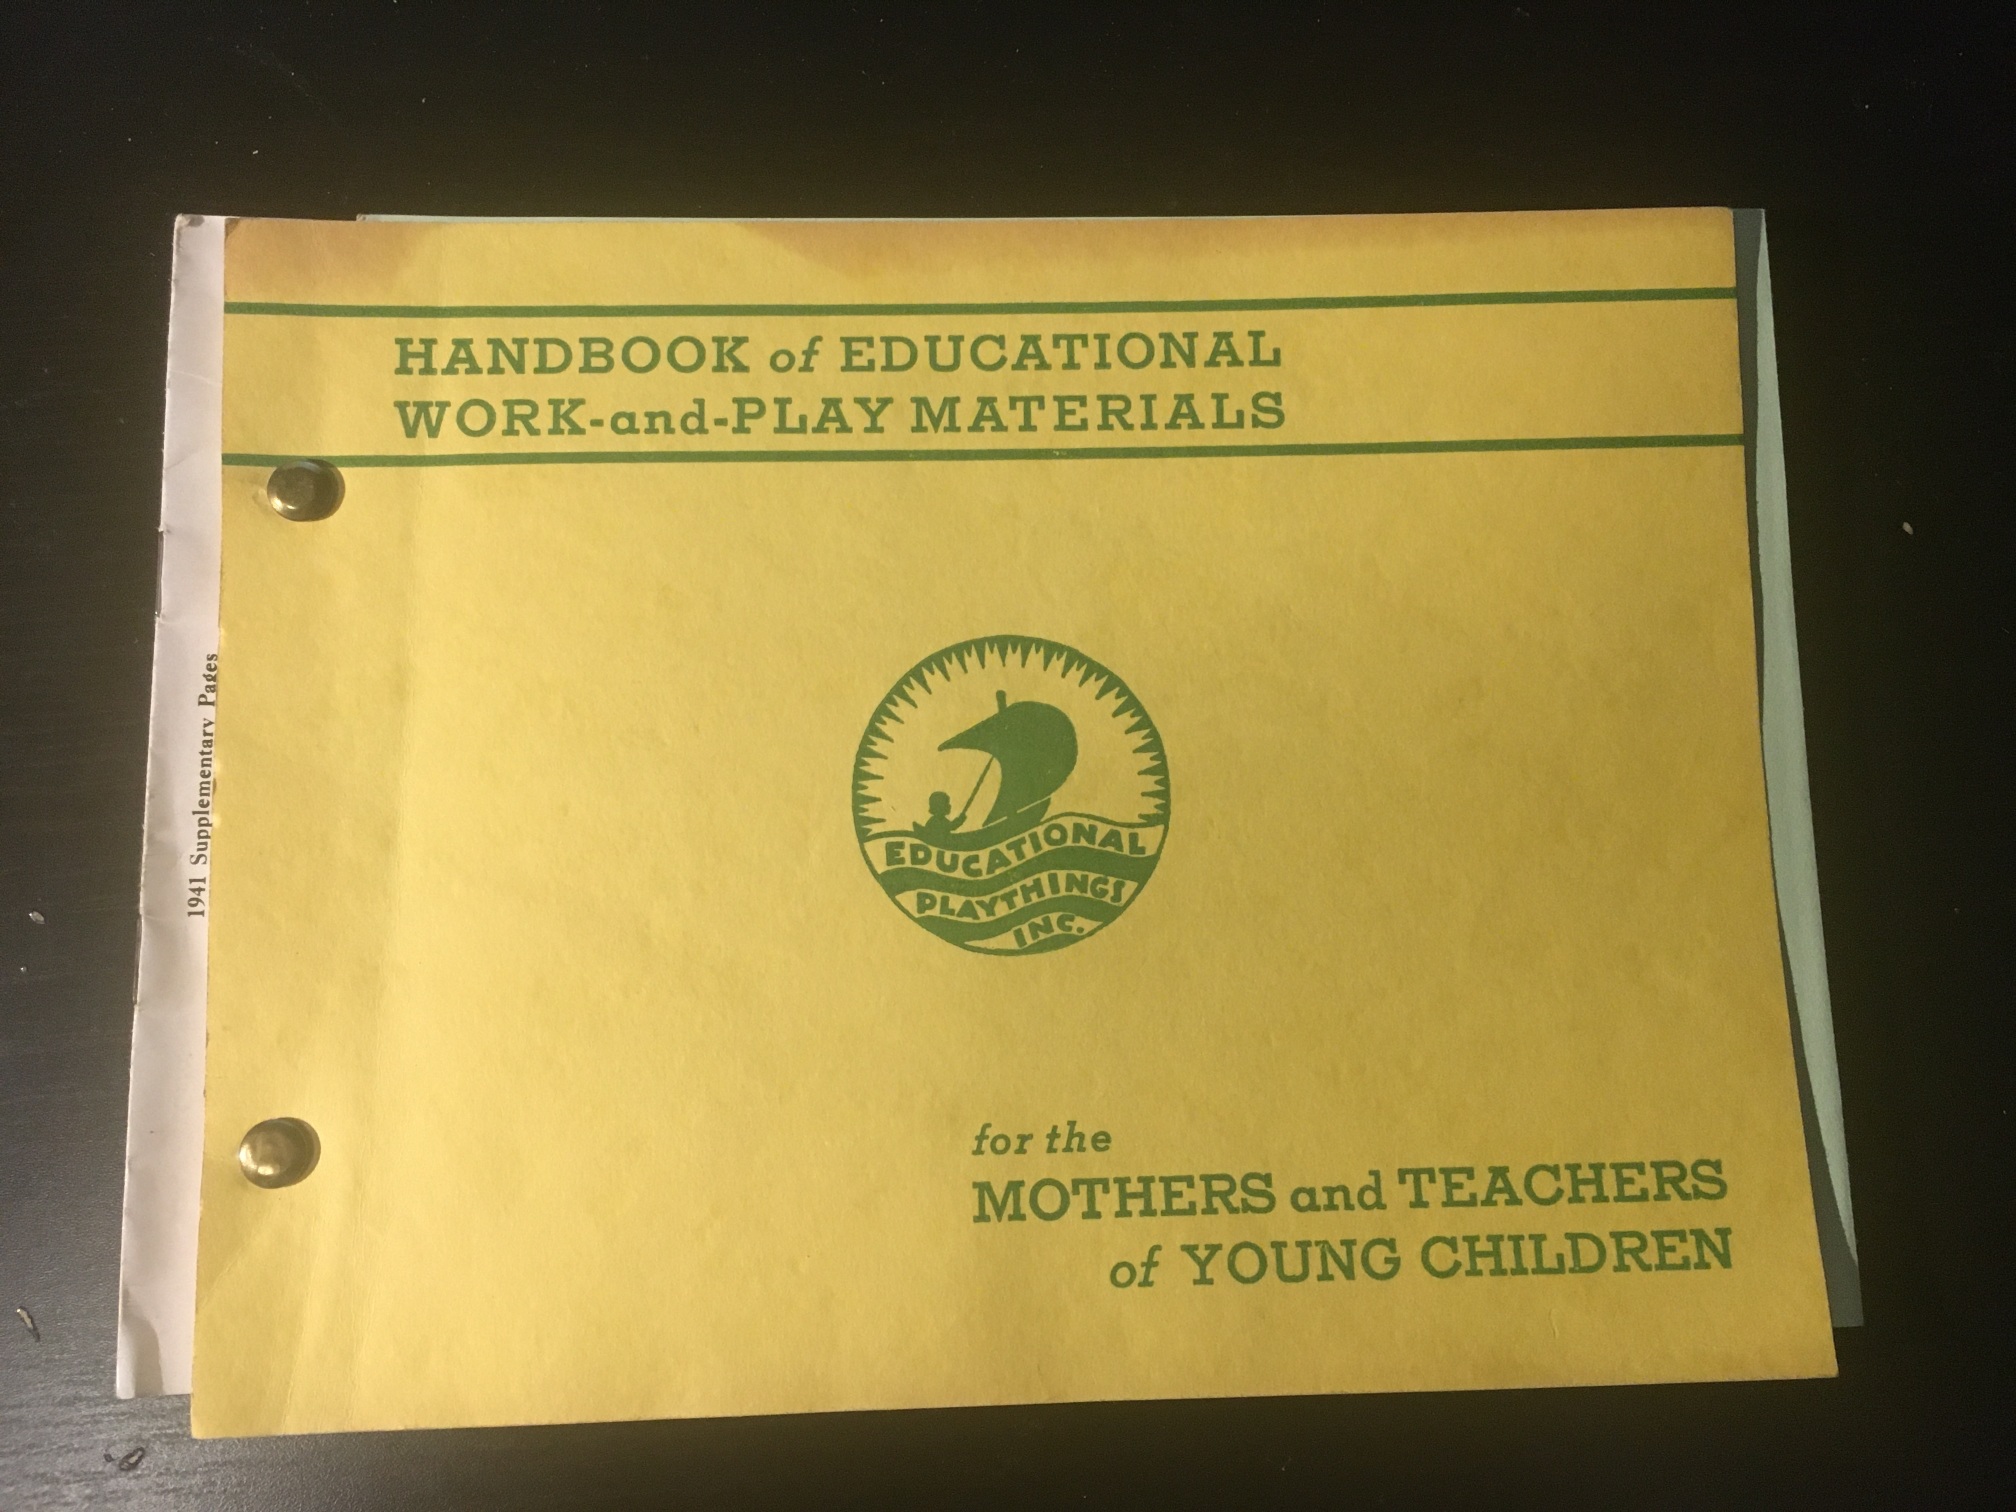 HANDBOOK of EDUCATIONAL
WORK-and-PLAY MATERIALS
EDUCATIONAL
PLAYTHINGS
INC.
for the
MOTHERS and TEACHERS
of YOUNG CHILDREN
1941 Supplementary Pages